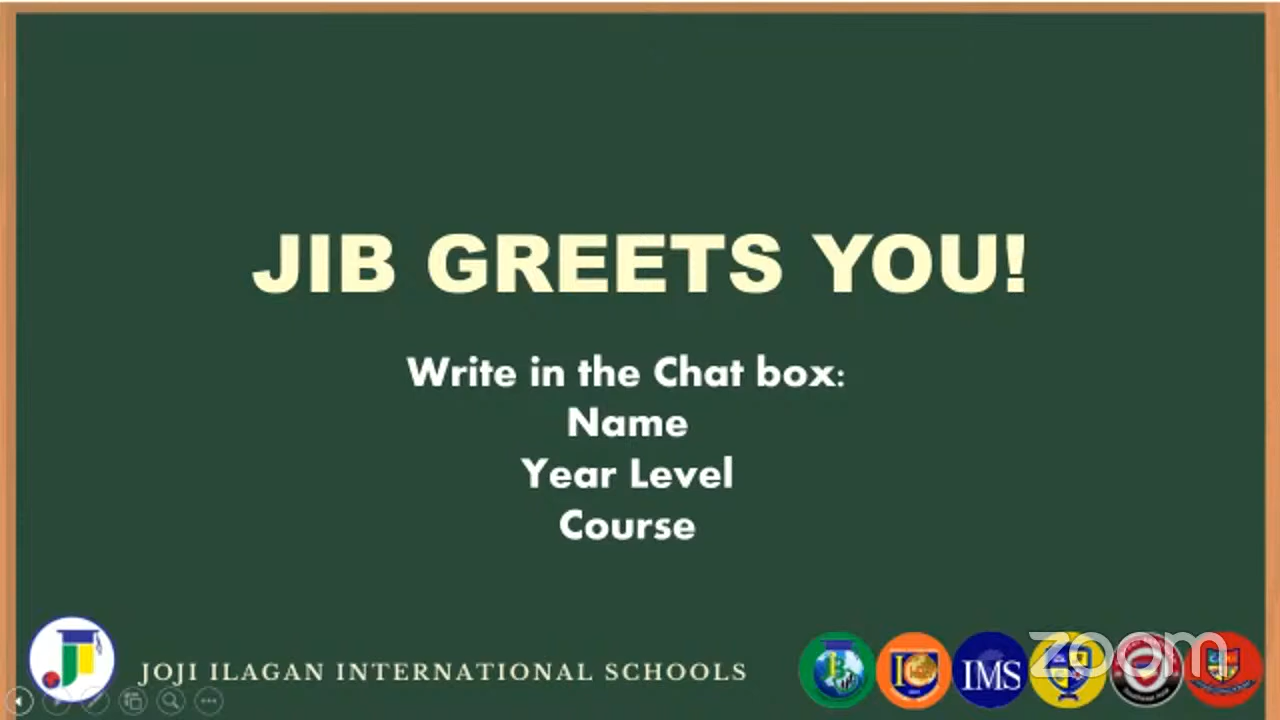 JIB GREETS YOU!
Write in the Chat box:
Name
Year Level
Course
JOJI ILAGAN INTERNATIONAL SCHOOLS
IMS
zoom